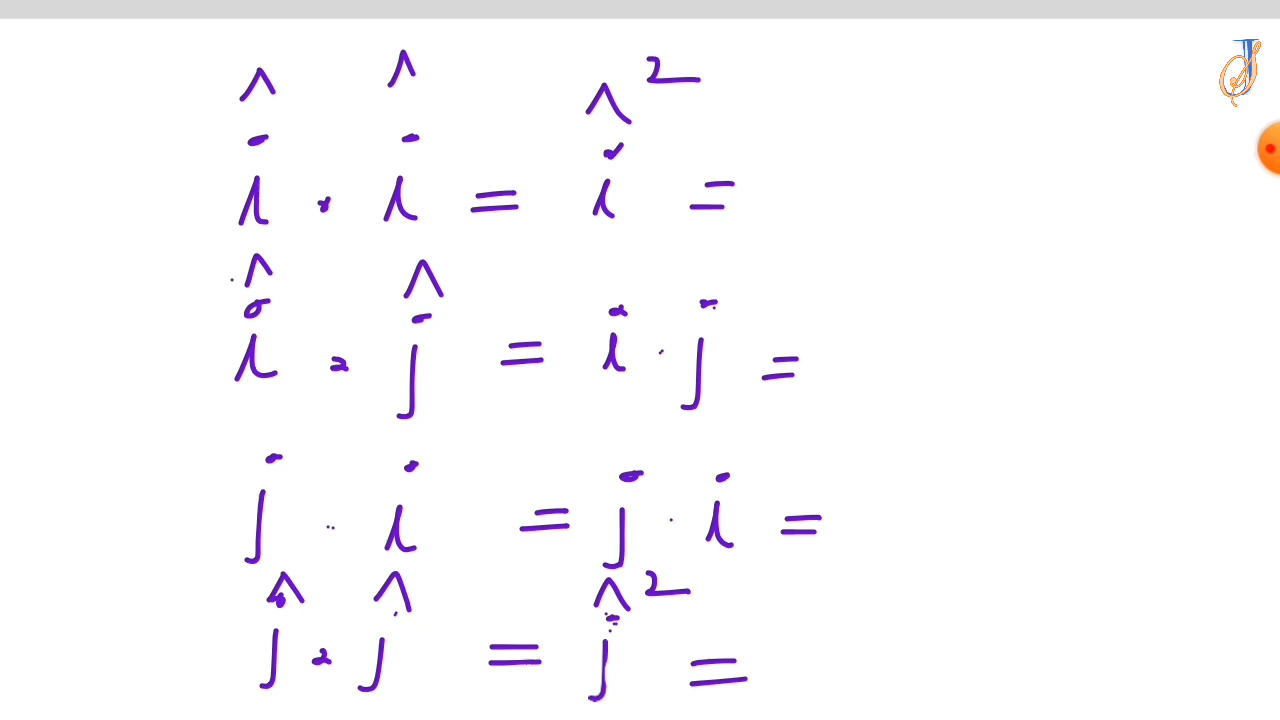 î · î = î² =
î · ĵ = i · j =
j · i = j · i =
ĵ · ĵ = ĵ² =